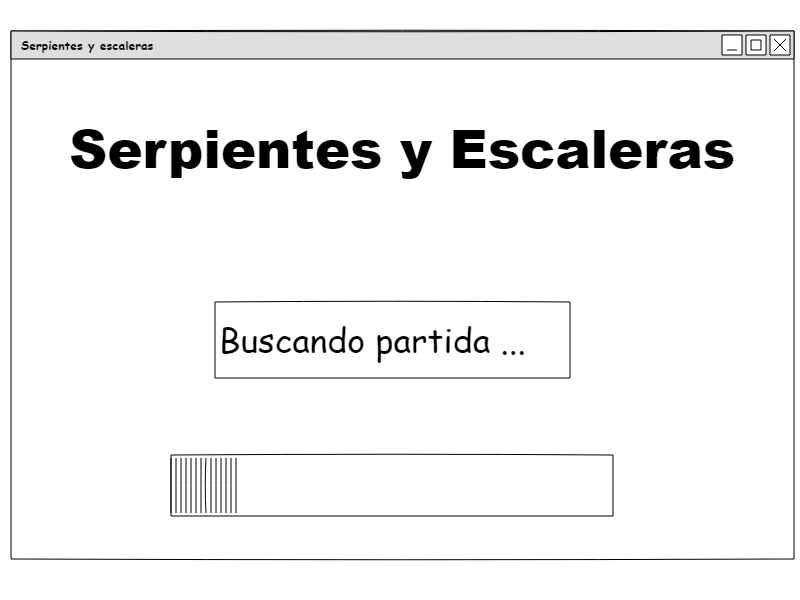 Serpientes y escaleras
Serpientes y Escaleras
Buscando partida ...